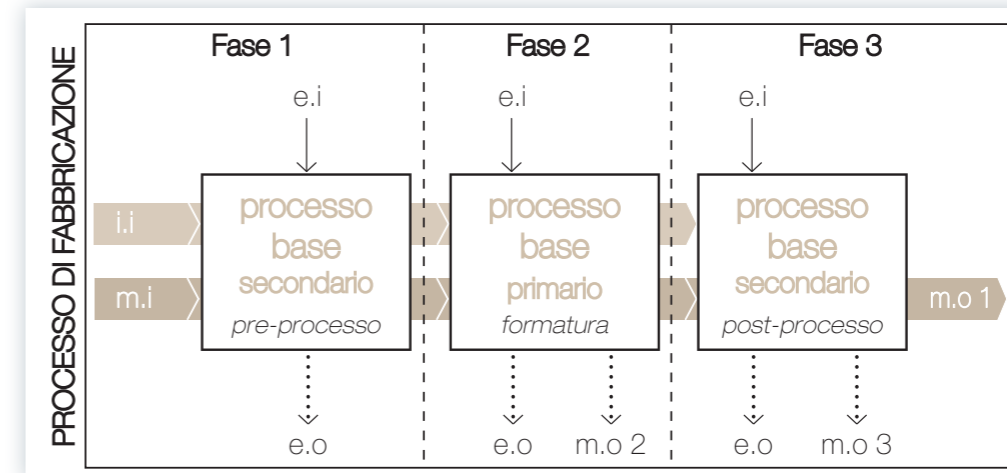 PROCESSO DI FABBRICAZIONE
Fase 1
Fase 2
Fase 3
e.i
e.i
e.i
i.i
m.i
processo
base
secondario
pre-processo
processo
base
primario
formatura
processo
base
secondario
post-processo
m.o 1
e.o
e.o
m.o 2
e.o
m.o 3